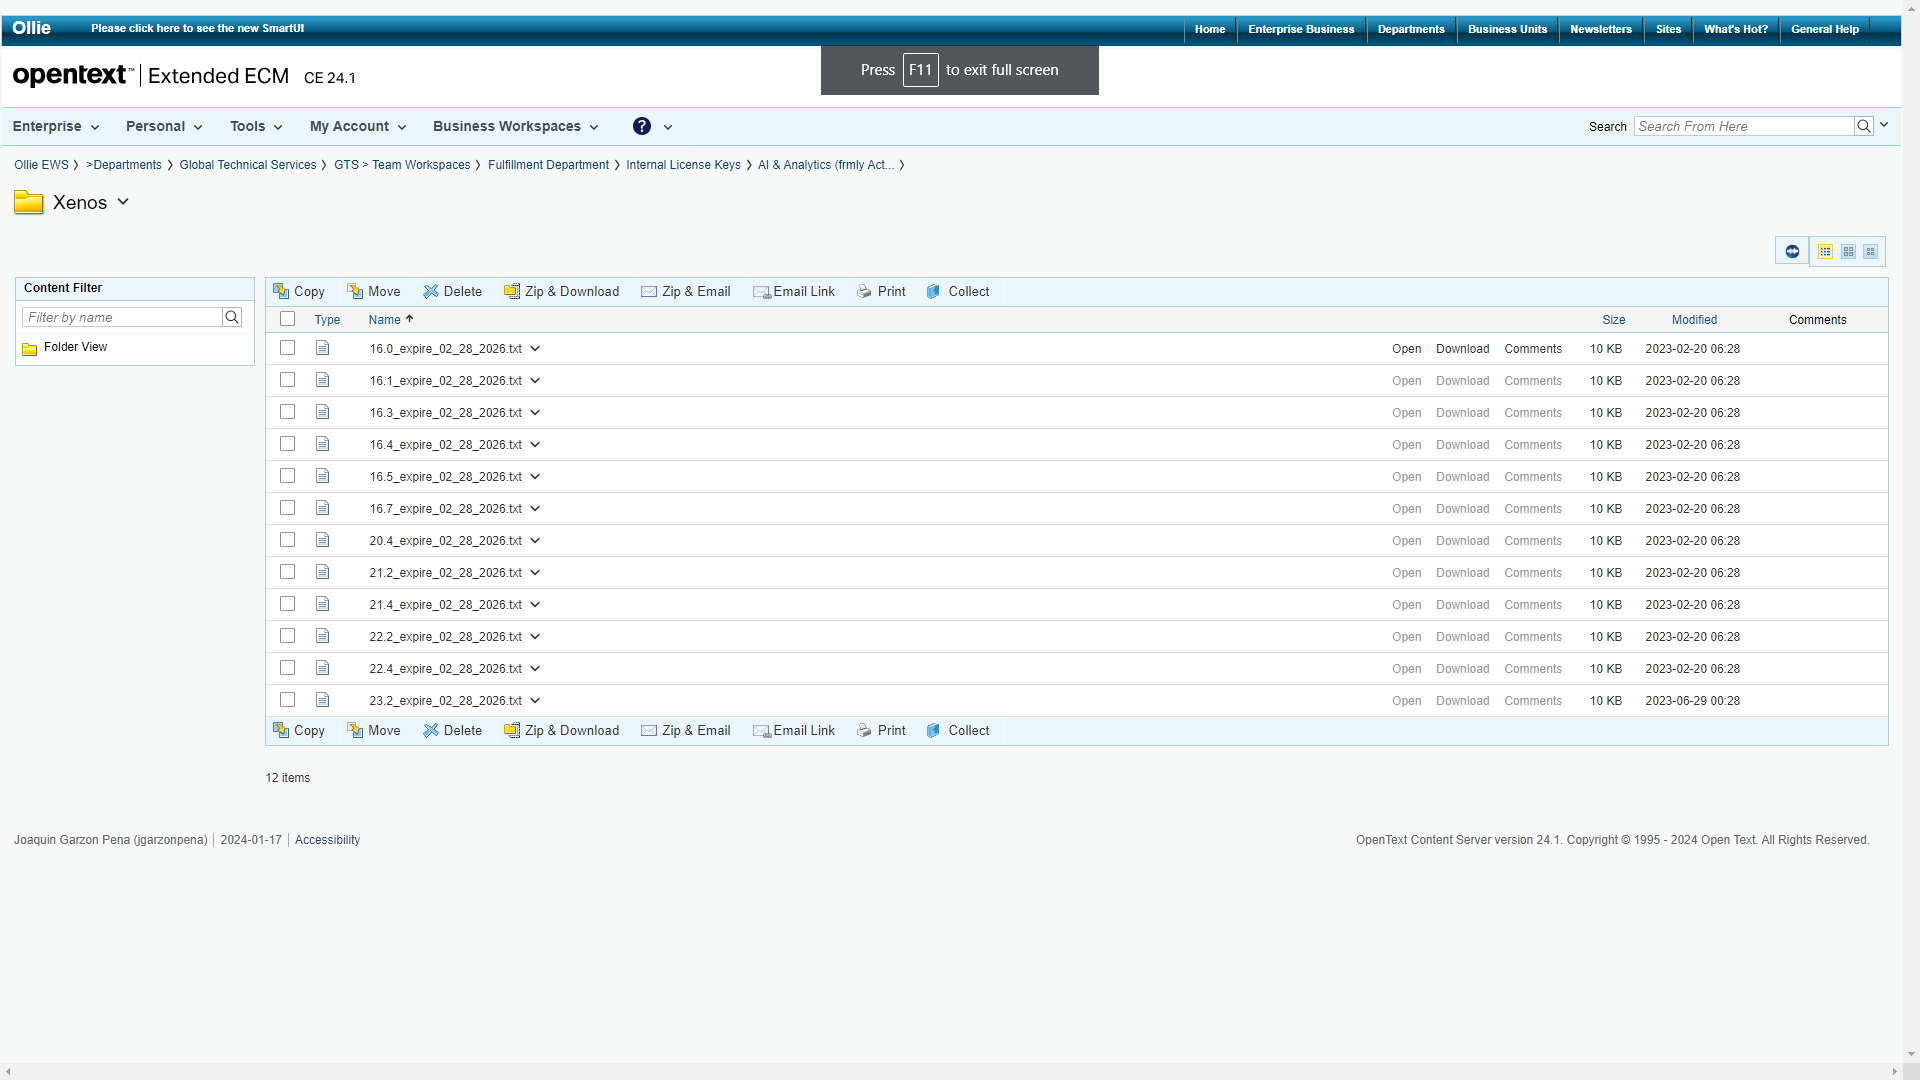 Ollie Please click here to see the new SmartUI Home Enterprise Business Departments Business Units Newsletters Sites What's Hot? General Help
opentext™ Extended ECM CE 24.1
Press F11 to exit full screen
Enterprise Personal Tools My Account Business Workspaces ? Search Search From Here
Ollie EWS >Departments Global Technical Services GTS > Team Workspaces Fulfillment Department Internal License Keys AI & Analytics (frmly Act...
Xenos
Content Filter
Filter by name
Folder View
Copy Move Delete Zip & Download Zip & Email Email Link Print Collect
Type Name Size Modified Comments
16.0_expire_02_28_2026.txt Open Download Comments 10 KB 2023-02-20 06:28
16.1_expire_02_28_2026.txt Open Download Comments 10 KB 2023-02-20 06:28
16.3_expire_02_28_2026.txt Open Download Comments 10 KB 2023-02-20 06:28
16.4_expire_02_28_2026.txt Open Download Comments 10 KB 2023-02-20 06:28
16.5_expire_02_28_2026.txt Open Download Comments 10 KB 2023-02-20 06:28
16.7_expire_02_28_2026.txt Open Download Comments 10 KB 2023-02-20 06:28
20.4_expire_02_28_2026.txt Open Download Comments 10 KB 2023-02-20 06:28
21.2_expire_02_28_2026.txt Open Download Comments 10 KB 2023-02-20 06:28
21.4_expire_02_28_2026.txt Open Download Comments 10 KB 2023-02-20 06:28
22.2_expire_02_28_2026.txt Open Download Comments 10 KB 2023-02-20 06:28
22.4_expire_02_28_2026.txt Open Download Comments 10 KB 2023-02-20 06:28
23.2_expire_02_28_2026.txt Open Download Comments 10 KB 2023-06-29 00:28
Copy Move Delete Zip & Download Zip & Email Email Link Print Collect
12 items
Joaquin Garzon Pena (jgarzonpena) 2024-01-17 Accessibility OpenText Content Server version 24.1. Copyright © 1995 - 2024 Open Text. All Rights Reserved.